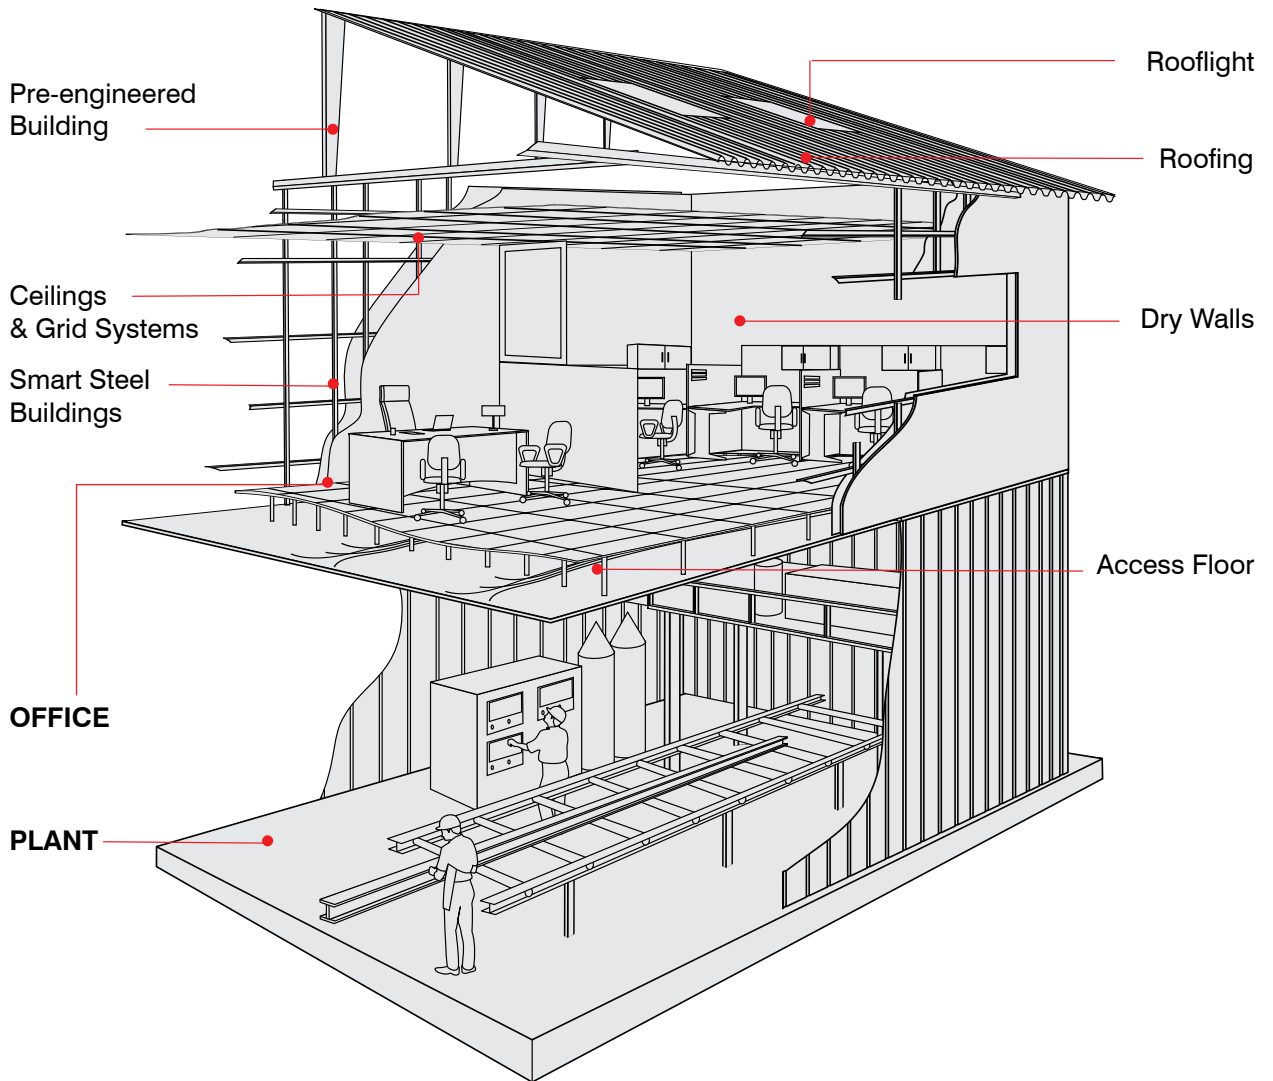 Pre-engineered
Building
Ceilings
& Grid Systems
Smart Steel
Buildings
OFFICE
PLANT
Rooflight
Roofing
Dry Walls
Access Floor